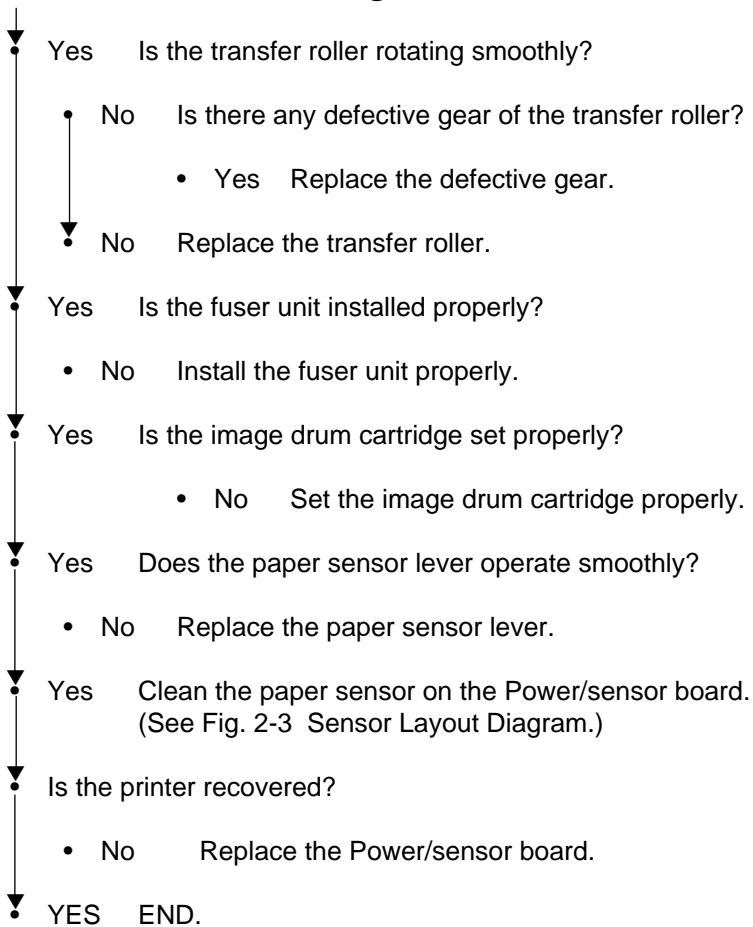 • Yes Is the transfer roller rotating smoothly?
• No Is there any defective gear of the transfer roller?
• Yes Replace the defective gear.
• No Replace the transfer roller.
• Yes Is the fuser unit installed properly?
• No Install the fuser unit properly.
• Yes Is the image drum cartridge set properly?
• No Set the image drum cartridge properly.
• Yes Does the paper sensor lever operate smoothly?
• No Replace the paper sensor lever.
• Yes Clean the paper sensor on the Power/sensor board.
(See Fig. 2-3 Sensor Layout Diagram.)
• Is the printer recovered?
• No Replace the Power/sensor board.
• YES END.